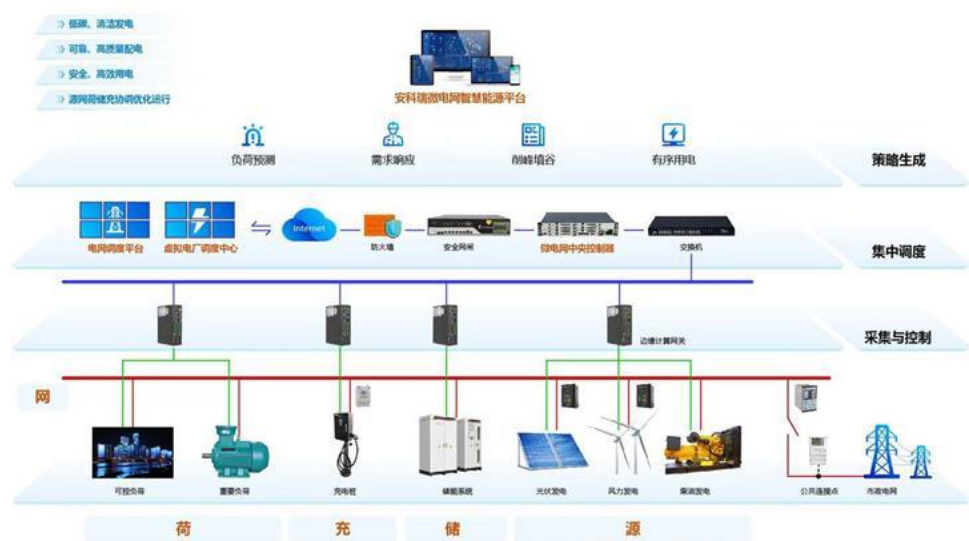 低碳、清洁发电
可靠、高质量配电
安全、高效用电
源网荷储充协调优化运行
安科瑞微电网智慧能源平台
负荷预测
需求响应
削峰填谷
有序用电
策略生成
电网调度平台
虚拟电厂调度中心
Internet
防火墙
安全网闸
微电网中央控制器
交换机
集中调度
边缘计算网关
采集与控制
网
可控负荷
重要负荷
充电桩
储能系统
光伏发电
风力发电
柴油发电
公共连接点
市政电网
荷
充
储
源